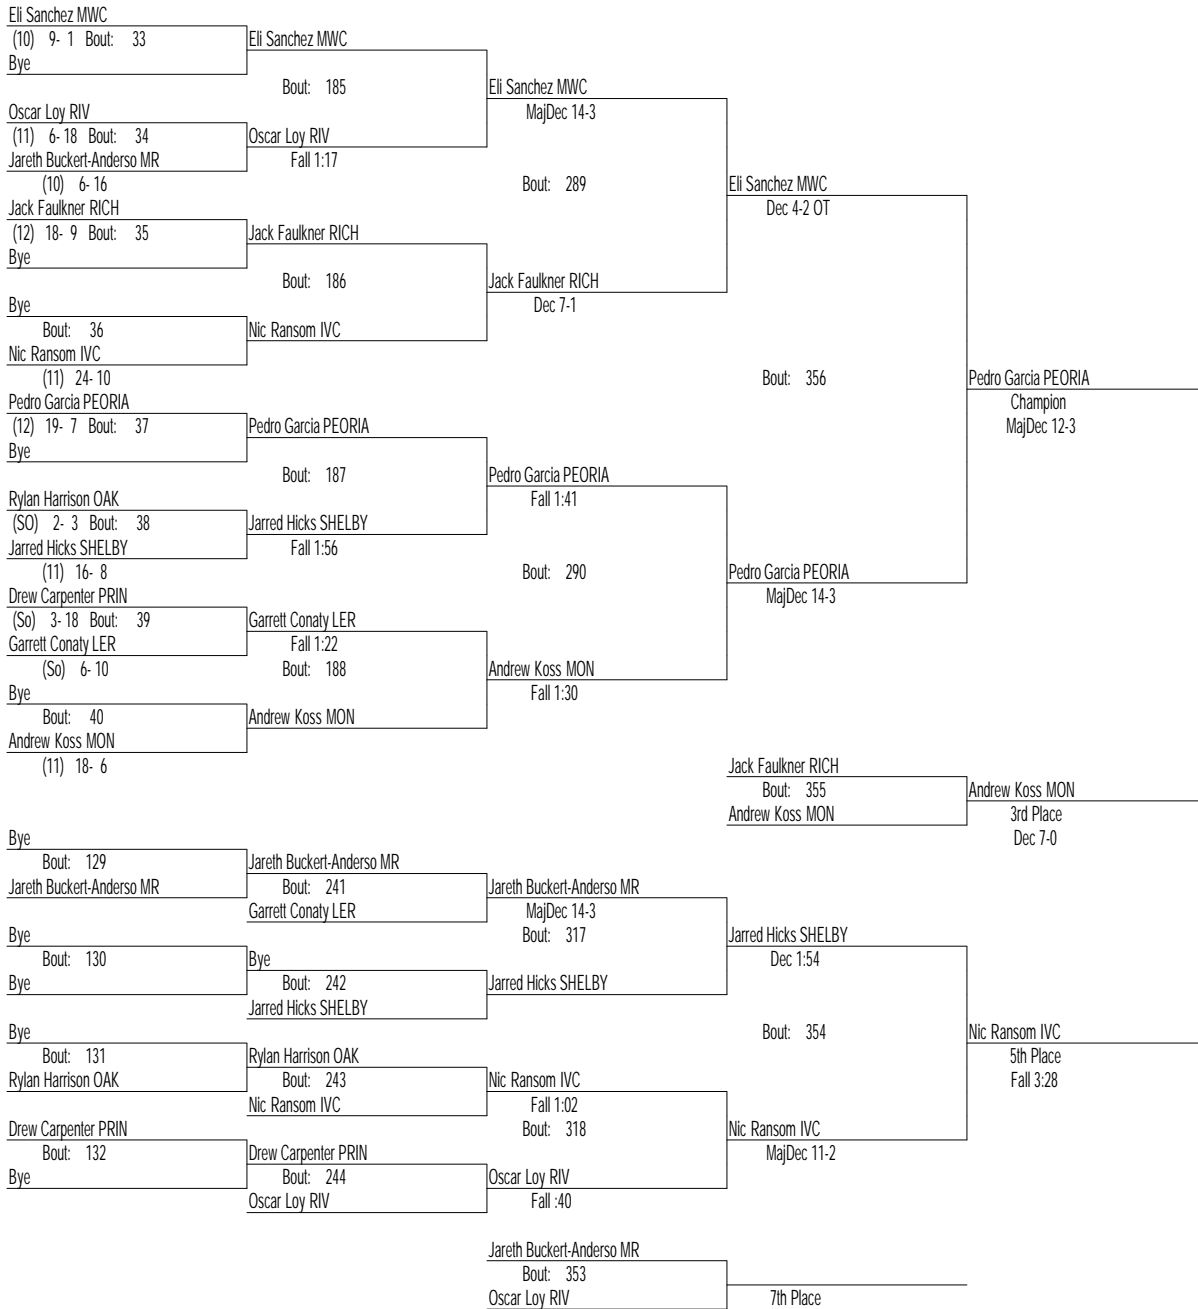 Eli Sanchez MWC
(10) 9- 1 Bout: 33
Bye
Eli Sanchez MWC
Bout: 185
Oscar Loy RIV
(11) 6- 18 Bout: 34
Jareth Buckert-Anderso MR
(10) 6- 16
Oscar Loy RIV
Fall 1:17
Eli Sanchez MWC
MajDec 14-3
Bout: 289
Jack Faulkner RICH
(12) 18- 9 Bout: 35
Bye
Jack Faulkner RICH
Bout: 186
Bye
Bout: 36
Nic Ransom IVC
(11) 24- 10
Nic Ransom IVC
Jack Faulkner RICH
Dec 7-1
Eli Sanchez MWC
Dec 4-2 OT
Bout: 356
Pedro Garcia PEORIA
(12) 19- 7 Bout: 37
Bye
Pedro Garcia PEORIA
Bout: 187
Rylan Harrison OAK
(SO) 2- 3 Bout: 38
Jarred Hicks SHELBY
(11) 16- 8
Jarred Hicks SHELBY
Fall 1:56
Pedro Garcia PEORIA
Fall 1:41
Bout: 290
Drew Carpenter PRIN
(So) 3- 18 Bout: 39
Garrett Conaty LER
(So) 6- 10
Garrett Conaty LER
Fall 1:22
Bout: 188
Bye
Bout: 40
Andrew Koss MON
(11) 18- 6
Andrew Koss MON
Andrew Koss MON
Fall 1:30
Pedro Garcia PEORIA
MajDec 14-3
Pedro Garcia PEORIA
Champion
MajDec 12-3
Jack Faulkner RICH
Bout: 355
Andrew Koss MON
Andrew Koss MON
3rd Place
Dec 7-0
Bye
Bout: 129
Jareth Buckert-Anderso MR
Jareth Buckert-Anderso MR
Bout: 241
Garrett Conaty LER
Jareth Buckert-Anderso MR
MajDec 14-3
Bout: 317
Bye
Bout: 130
Bye
Bye
Bout: 242
Jarred Hicks SHELBY
Jarred Hicks SHELBY
Jarred Hicks SHELBY
Dec 1:54
Bout: 354
Bye
Bout: 131
Rylan Harrison OAK
Rylan Harrison OAK
Bout: 243
Nic Ransom IVC
Nic Ransom IVC
Fall 1:02
Bout: 318
Drew Carpenter PRIN
Bout: 132
Bye
Drew Carpenter PRIN
Bout: 244
Oscar Loy RIV
Oscar Loy RIV
Fall :40
Nic Ransom IVC
MajDec 11-2
Nic Ransom IVC
5th Place
Fall 3:28
Jareth Buckert-Anderso MR
Bout: 353
Oscar Loy RIV
7th Place